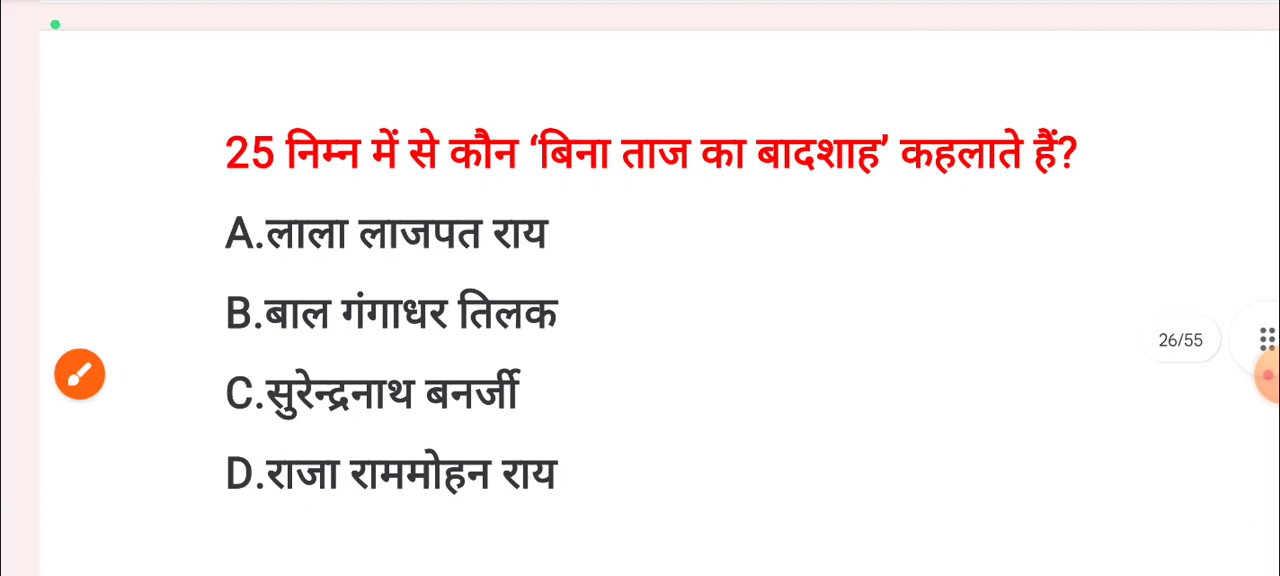 25 निम्न में से कौन ‘बिना ताज का बादशाह’ कहलाते हैं?
A.लाला लाजपत राय
B.बाल गंगाधर तिलक
26/55
C.सुरेन्द्रनाथ बनर्जी
D.राजा राममोहन राय